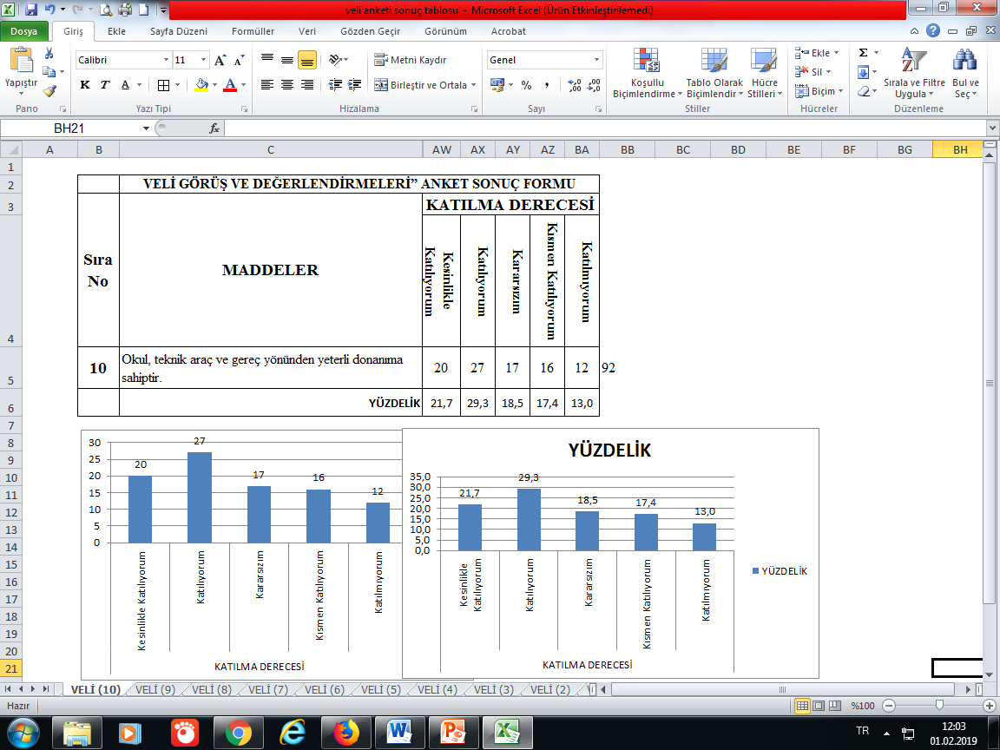 veli anketi sonuç tablosu - Microsoft Excel (Ürün Etkinleştirilemedi)
Dosya Giriş Ekle Sayfa Düzeni Formüller Veri Gözden Geçir Görünüm Acrobat
Yapıştır
Calibri 11
K T A
Metni Kaydır
Birleştir ve Ortala
Genel
% ,
Koşullu Biçimlendirme
Tablo Olarak Biçimlendir
Hücre Stilleri
Ekle
Sil
Biçim
Σ
Sırala ve Filtre Uygula
Bul ve Seç
Pano Yazı Tipi Hizalama Sayı Stiller Hücreler Düzenleme
BH21 fx
A B C AW AX AY AZ BA BB BC BD BE BF BG BH
1
2
3
4
5
6
7
8
9
10
11
12
13
14
15
16
17
18
19
20
21
VELİ GÖRÜŞ VE DEĞERLENDİRMELERİ” ANKET SONUÇ FORMU
Sıra No
MADDELER
KATILMA DERECESİ
Kesinlikle Katılıyorum
Katılıyorum
Kararsızım
Kısmen Katılıyorum
Katılmıyorum
10 Okul, teknik araç ve gereç yönünden yeterli donanıma
sahiptir.
20 27 17 16 12 92
YÜZDELİK 21,7 29,3 18,5 17,4 13,0
30
25
20
15
10
5
0
20 27 17 16 12
Kesinlikle Katılıyorum
Katılıyorum
Kararsızım
Kısmen Katılıyorum
Katılmıyorum
KATILMA DERECESİ
YÜZDELİK
35,0
30,0
25,0
20,0
15,0
10,0
5,0
0,0
21,7 29,3 18,5 17,4 13,0
Kesinlikle
Katılıyorum
Katılıyorum
Kararsızım
Kısmen Katılıyorum
Katılmıyorum
KATILMA DERECESİ
YÜZDELİK
VELİ (10) VELİ (9) VELİ (8) VELİ (7) VELİ (6) VELİ (5) VELİ (4) VELİ (3) VELİ (2)
Hazır %100
TR 12:03
01.02.2019